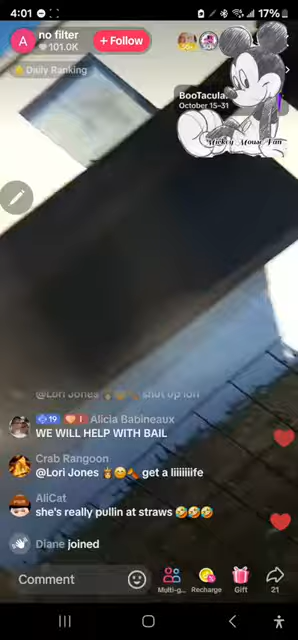 4:01
17%
A
no filter
101.0K
+ Follow
Daily Ranking
BooTacula
October 15-31
Mickey Mouse Fan
@Lori Jones shut up lori
19 1 Alicia Babineaux
WE WILL HELP WITH BAIL
Crab Rangoon
@Lori Jones 👸😊🍂 get a liiiiiiife
AliCat
she's really pullin at straws 🤣🤣🤣
Diane joined
Comment
Multi-g...
Recharge
Gift
21